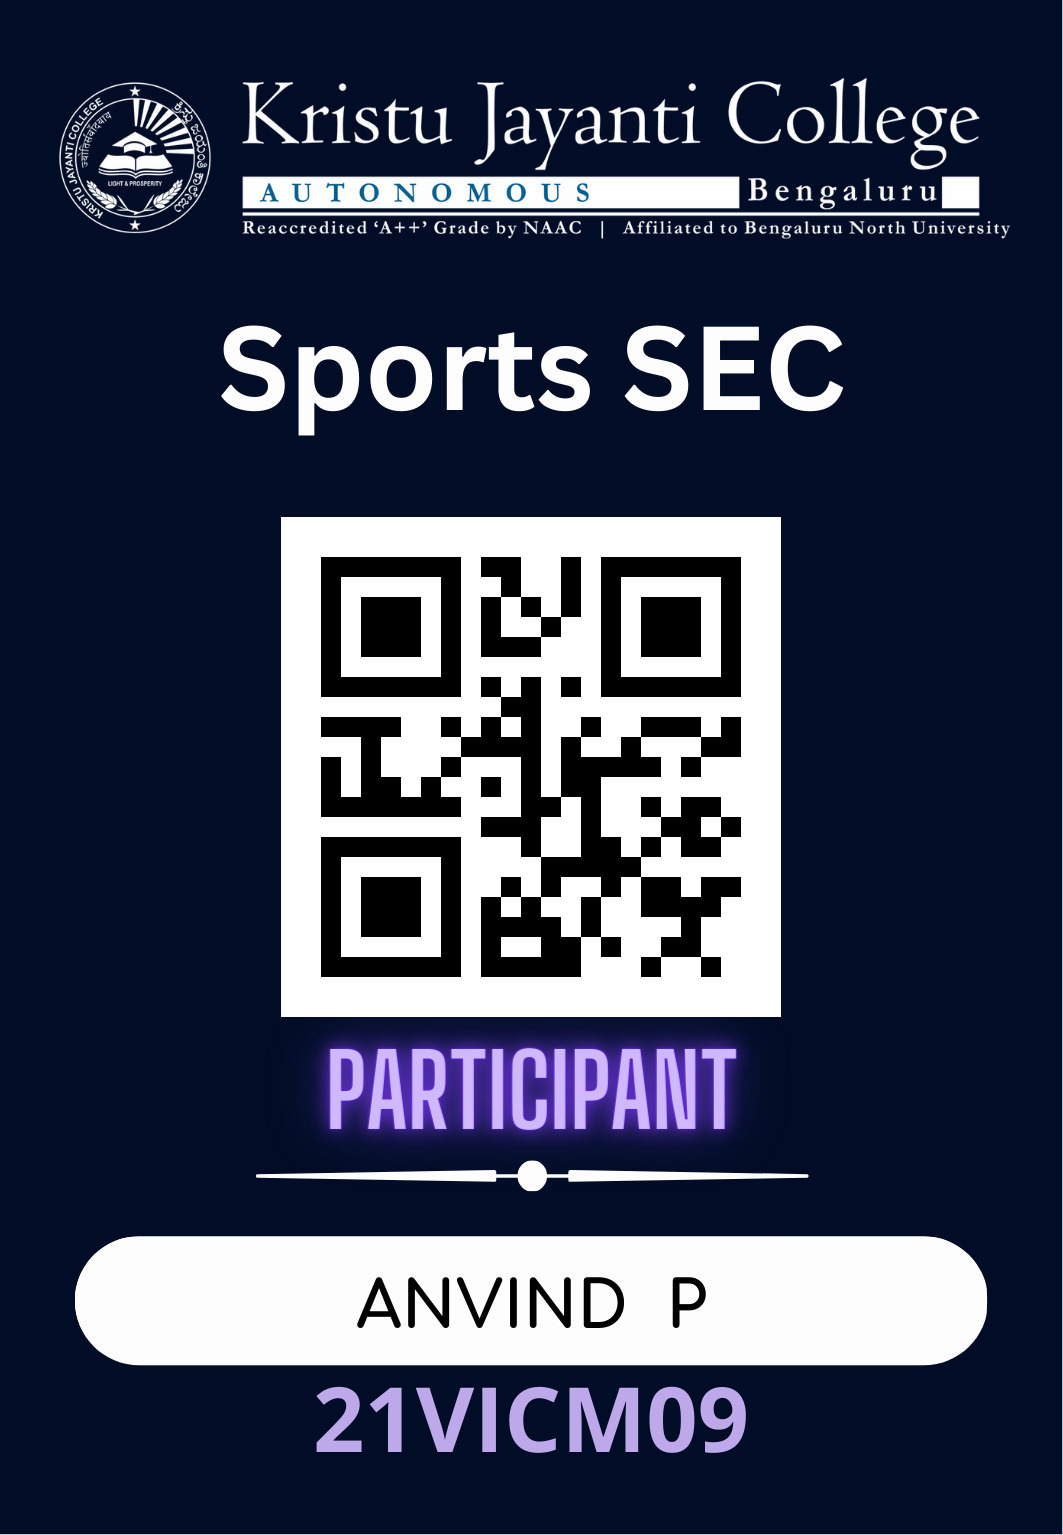 Kristu Jayanti College
AUTONOMOUS Bengaluru
Reaccredited ‘A++’ Grade by NAAC | Affiliated to Bengaluru North University
KRISTU JAYANTI COLLEGE
ಕ್ರಿಸ್ತು ಜಯಂತಿ ಕಾಲೇಜು
LIGHT & PROSPERITY
Sports SEC
PARTICIPANT
ANVIND P
21VICM09